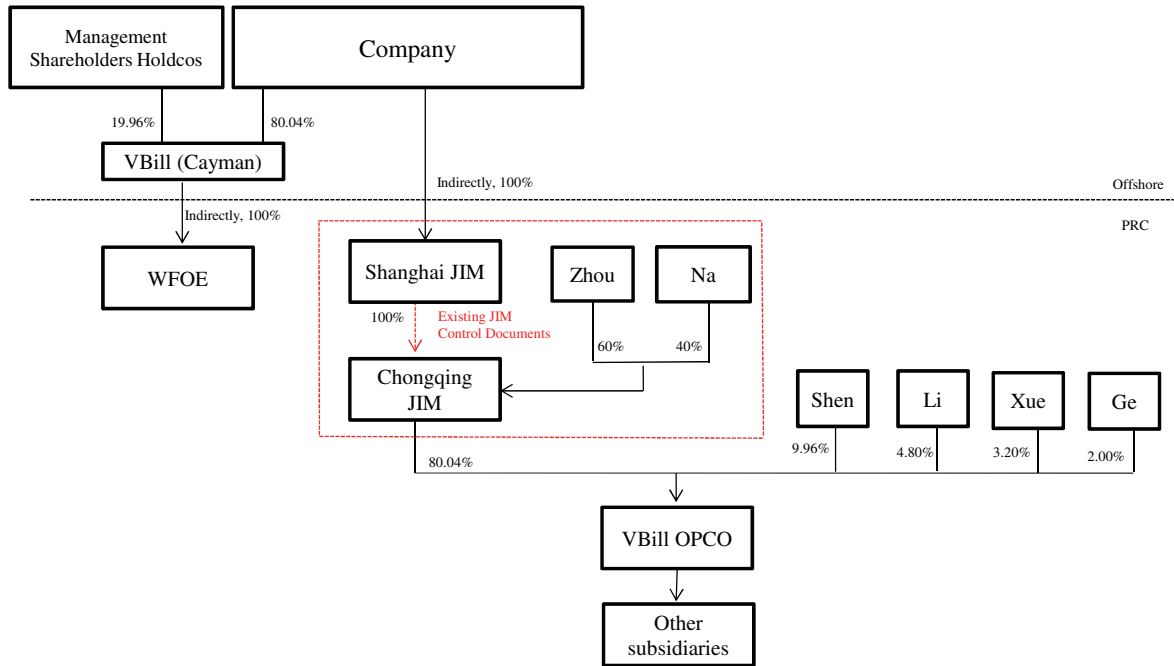 Management
Shareholders Holdcos
Company
19.96%
80.04%
VBill (Cayman)
Indirectly, 100%
Offshore
Indirectly, 100%
PRC
WFOE
Shanghai JIM
Zhou
Na
100%
Existing JIM
Control Documents
60%
40%
Chongqing
JIM
Shen
Li
Xue
Ge
9.96%
4.80%
3.20%
2.00%
80.04%
VBill OPCO
Other
subsidiaries